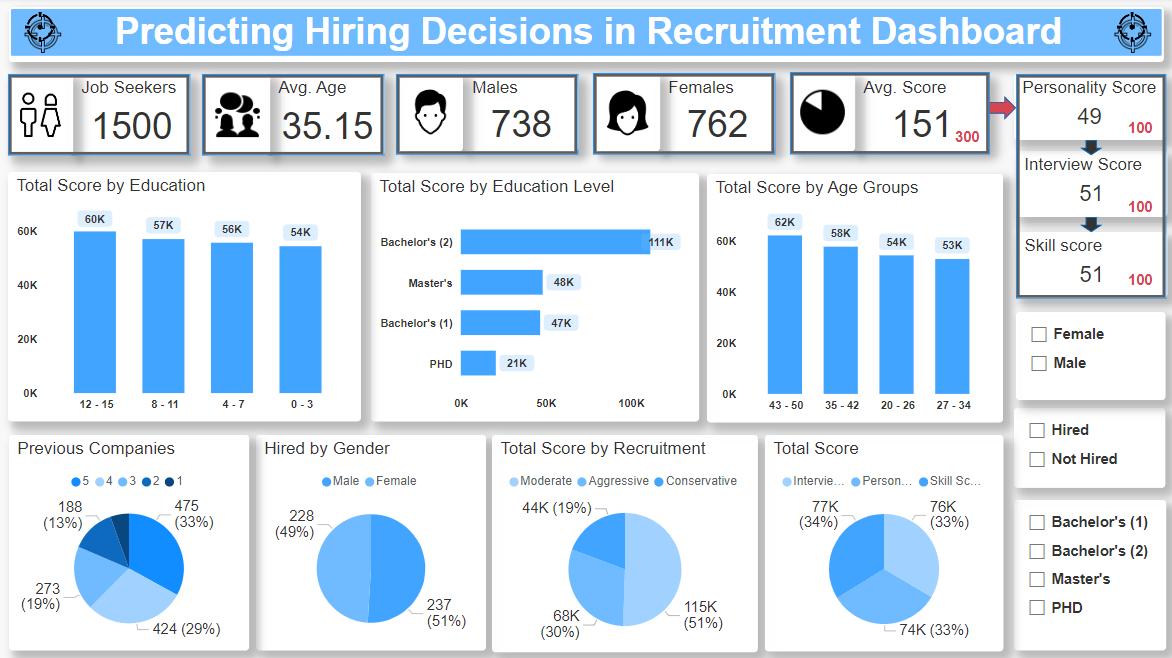 Predicting Hiring Decisions in Recruitment Dashboard
Job Seekers
1500
Avg. Age
35.15
Males
738
Females
762
Avg. Score
151
300
Personality Score
49
100
Interview Score
51
100
Skill score
51
100
Total Score by Education
60K
40K
20K
0K
60K
57K
56K
54K
12 - 15
8 - 11
4 - 7
0 - 3
Total Score by Education Level
Bachelor's (2)
111K
Master's
48K
Bachelor's (1)
47K
PHD
21K
0K
50K
100K
Total Score by Age Groups
60K
40K
20K
0K
62K
58K
54K
53K
43 - 50
35 - 42
20 - 26
27 - 34
Female
Male
Hired
Not Hired
Bachelor's (1)
Bachelor's (2)
Master's
PHD
Previous Companies
5 4 3 2 1
188
(13%)
475
(33%)
273
(19%)
424 (29%)
Hired by Gender
Male Female
228
(49%)
237
(51%)
Total Score by Recruitment
Moderate Aggressive Conservative
44K (19%)
68K
(30%)
115K
(51%)
Total Score
Intervie... Person... Skill Sc...
77K
(34%)
76K
(33%)
74K (33%)